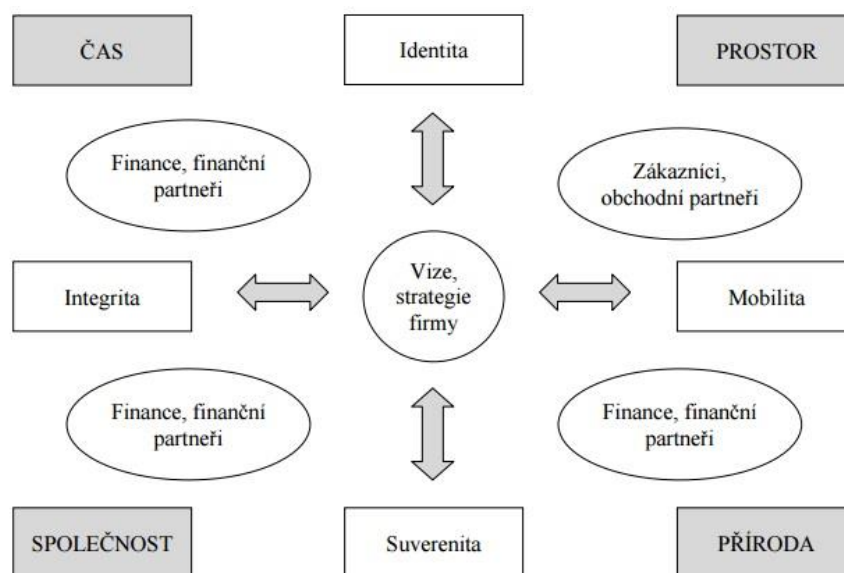 ČAS
Identita
PROSTOR
Finance, finanční
partneři
Zákazníci,
obchodní partneři
Integrita
Vize,
strategie
firmy
Mobilita
Finance, finanční
partneři
Finance, finanční
partneři
SPOLEČNOST
Suverenita
PŘÍRODA